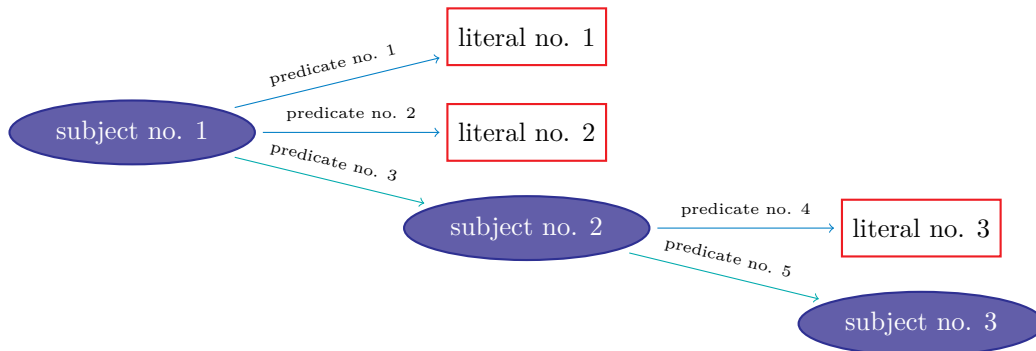 literal no. 1
predicate no. 1
subject no. 1
predicate no. 2
literal no. 2
predicate no. 3
subject no. 2
predicate no. 4
literal no. 3
predicate no. 5
subject no. 3